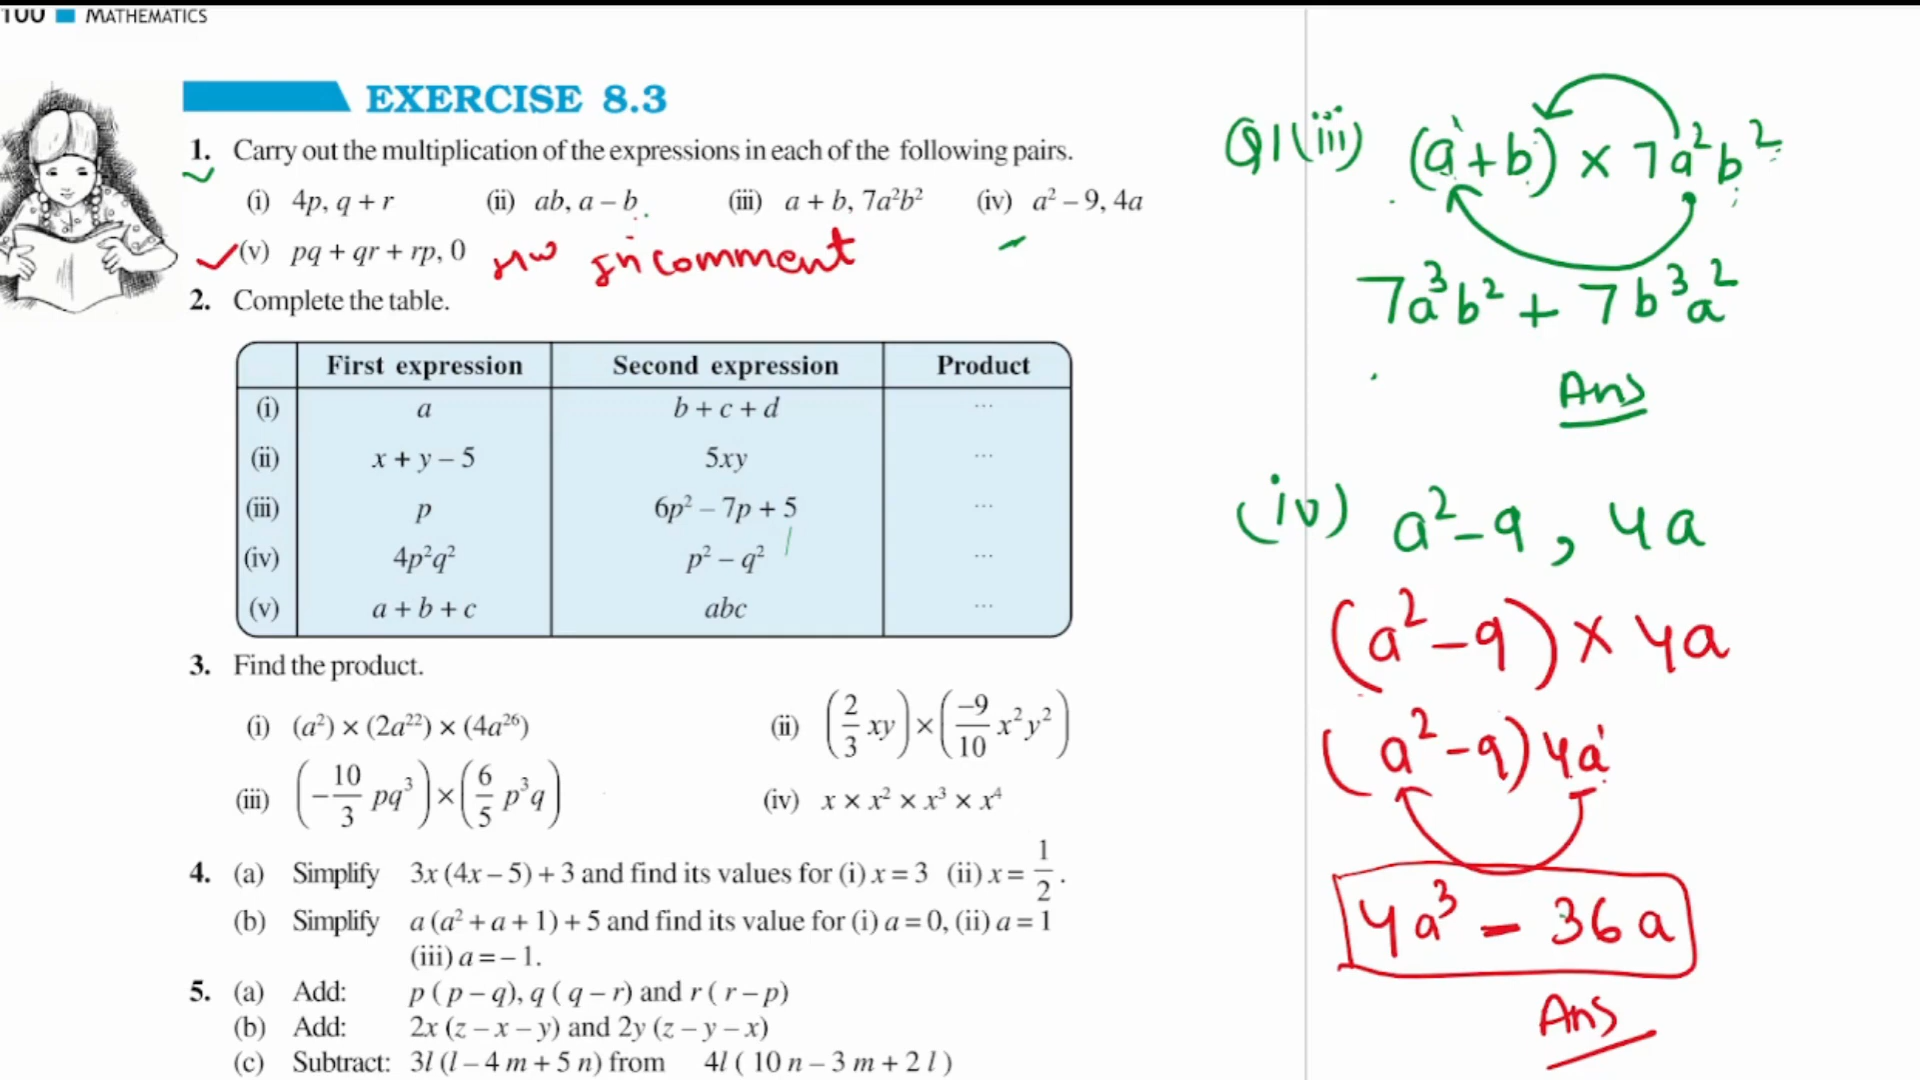 100 MATHEMATICS
EXERCISE 8.3
1. Carry out the multiplication of the expressions in each of the following pairs.
(i) 4p, q + r (ii) ab, a – b (iii) a + b, 7a²b² (iv) a² – 9, 4a
(v) pq + qr + rp, 0 HW In comment
2. Complete the table.
First expression Second expression Product
(i) a b + c + d ...
(ii) x + y – 5 5xy ...
(iii) p 6p² – 7p + 5 ...
(iv) 4p²q² p² – q² ...
(v) a + b + c abc ...
3. Find the product.
(i) (a²) × (2a²²) × (4a²⁶) (ii) (2/3 xy) × (–9/10 x²y²)
(iii) (–10/3 pq³) × (6/5 p³q) (iv) x × x² × x³ × x⁴
4. (a) Simplify 3x (4x – 5) + 3 and find its values for (i) x = 3 (ii) x = 1/2.
(b) Simplify a (a² + a + 1) + 5 and find its value for (i) a = 0, (ii) a = 1
(iii) a = – 1.
5. (a) Add: p ( p – q), q ( q – r) and r ( r – p)
(b) Add: 2x (z – x – y) and 2y (z – y – x)
(c) Subtract: 3l (l – 4 m + 5 n) from 4l ( 10 n – 3 m + 2 l )
Q1(iii) (a+b) × 7a²b²
7a³b² + 7b³a²
Ans
(iv) a²-9, 4a
(a²-9) × 4a
(a²-9) 4a
4a³ - 36a
Ans